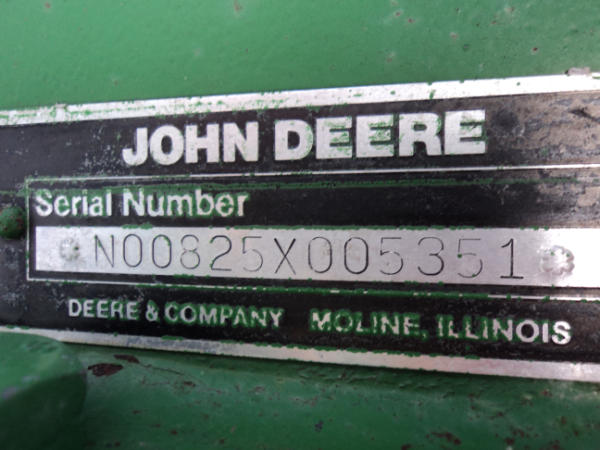 JOHN DEERE
Serial Number
N00825X005351
DEERE & COMPANY MOLINE, ILLINOIS